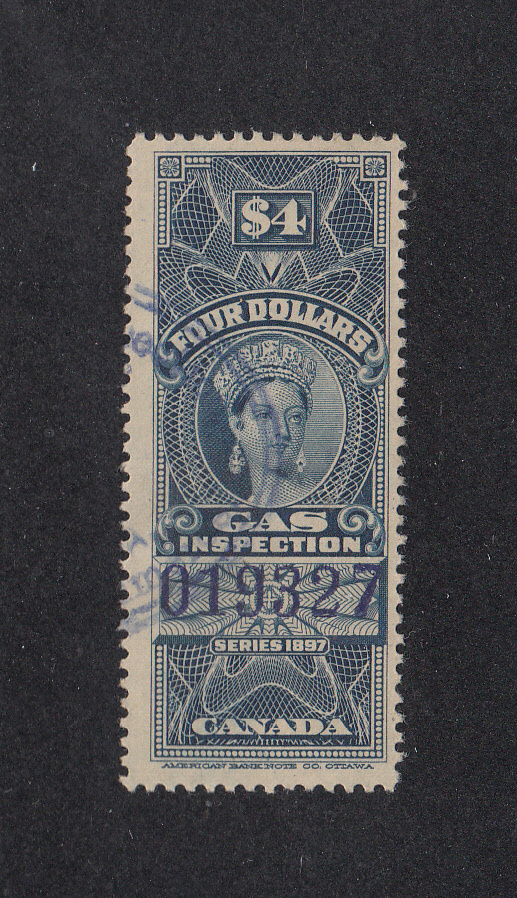 $4
FOUR DOLLARS
GAS
INSPECTION
019327
SERIES 1897
CANADA
AMERICAN BANK NOTE CO. OTTAWA